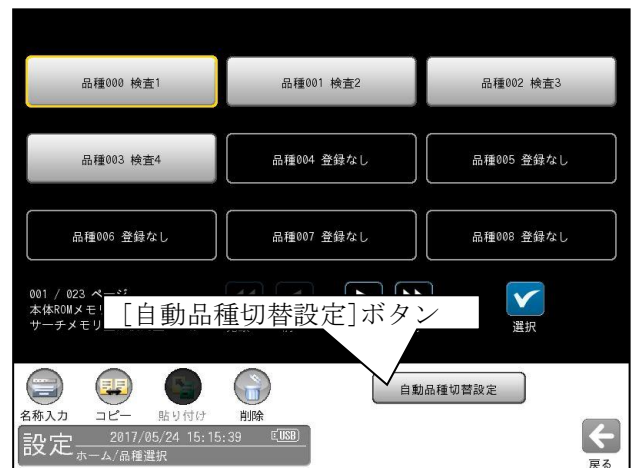 品種000 検査1
品種001 検査2
品種002 検査3
品種003 検査4
品種004 登録なし
品種005 登録なし
品種006 登録なし
品種007 登録なし
品種008 登録なし
001 / 023 ページ
本体ROMメモ
サーチメモリ
[自動品種切替設定]ボタン
選択
名称入力
コピー
貼り付け
削除
自動品種切替設定
設定
2017/05/24 15:15:39
USB
ホーム/品種選択
戻る